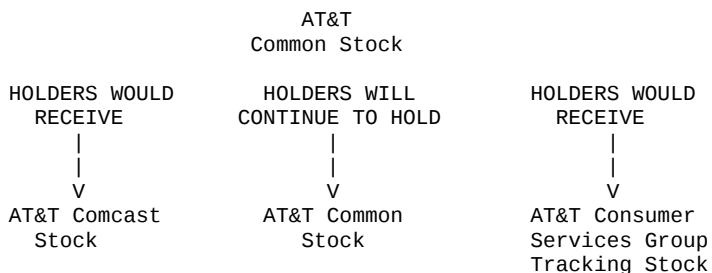 AT&T
Common Stock
HOLDERS WOULD RECEIVE
HOLDERS WILL CONTINUE TO HOLD
HOLDERS WOULD RECEIVE
| | |
| | |
V V V
AT&T Comcast Stock
AT&T Common Stock
AT&T Consumer Services Group Tracking Stock